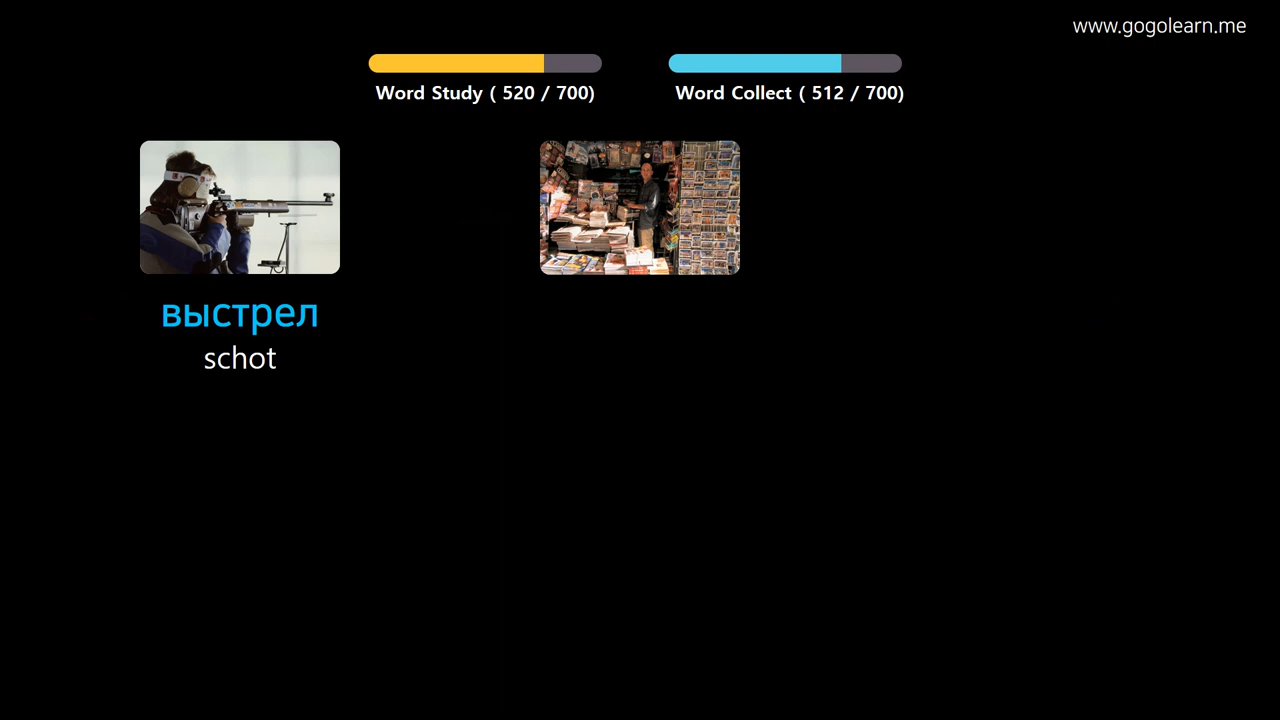 www.gogolearn.me
Word Study ( 520 / 700)
Word Collect ( 512 / 700)
выстрел
schot